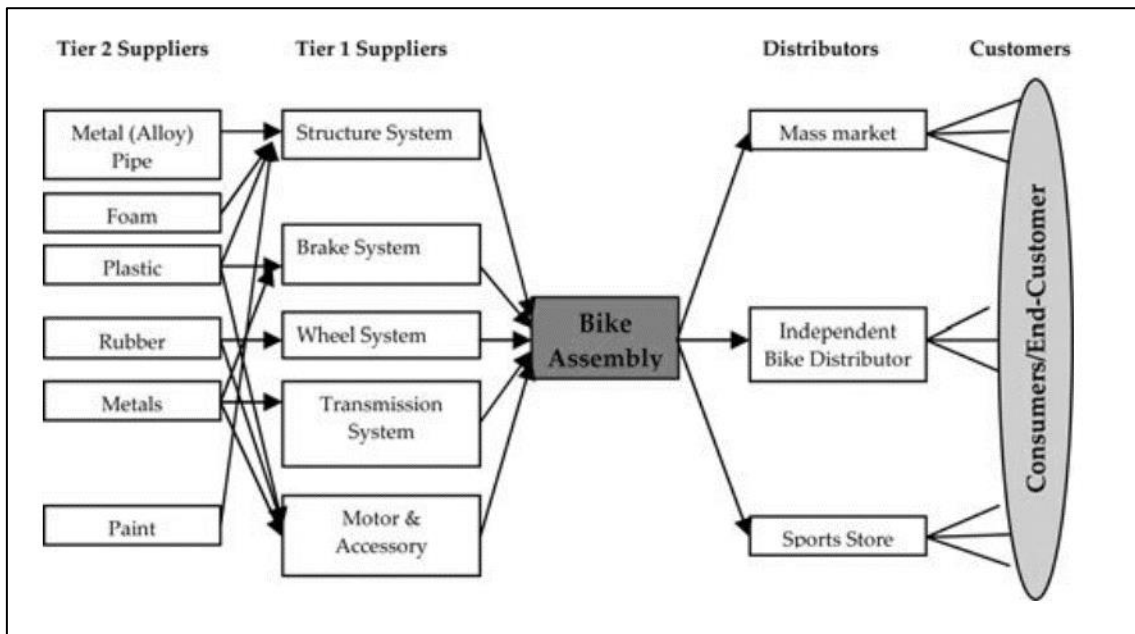 Tier 2 Suppliers
Tier 1 Suppliers
Distributors
Customers
Metal (Alloy)
Pipe
Foam
Plastic
Rubber
Metals
Paint
Structure System
Brake System
Wheel System
Transmission
System
Motor &
Accessory
Bike
Assembly
Mass market
Independent
Bike Distributor
Sports Store
Consumers/End-Customer